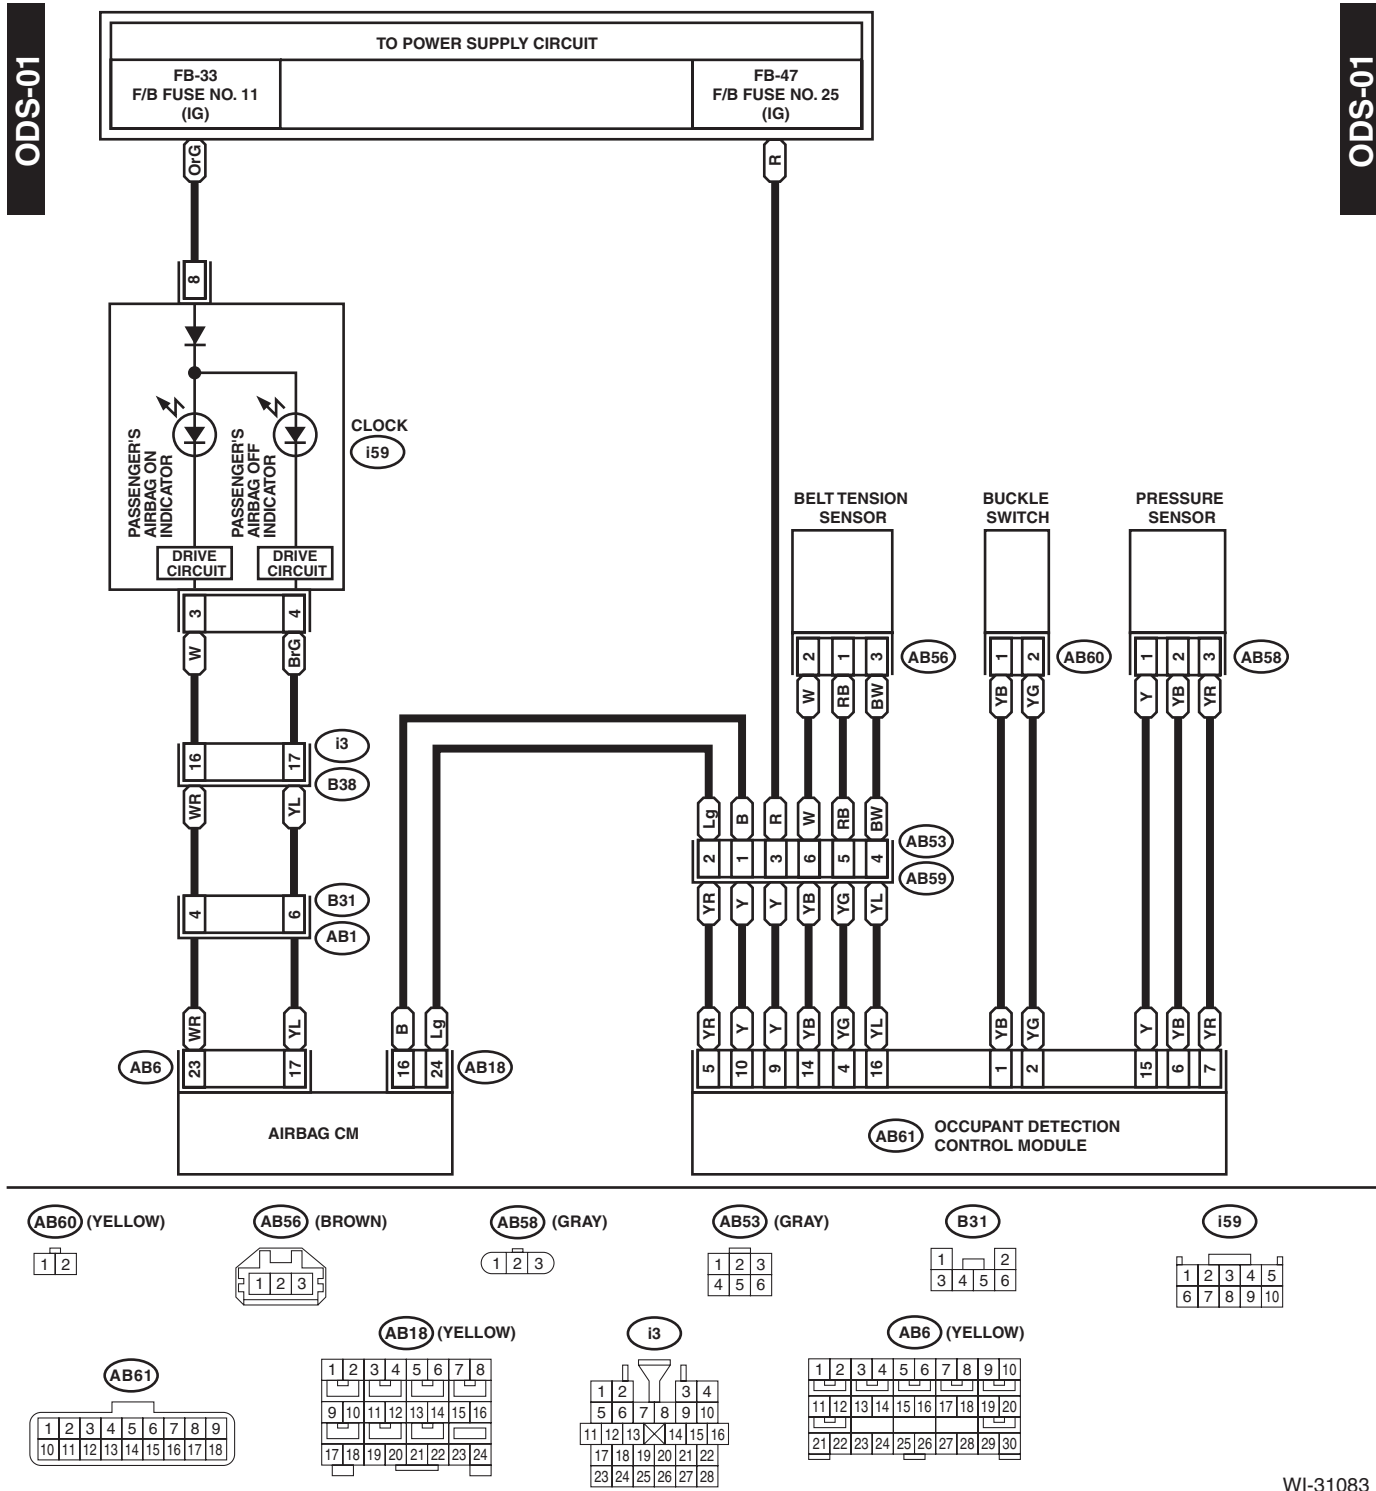 ODS-01
ODS-01
TO POWER SUPPLY CIRCUIT
FB-33
F/B FUSE NO. 11
(IG)
FB-47
F/B FUSE NO. 25
(IG)
OrG
R
8
PASSENGER'S
AIRBAG ON
INDICATOR
PASSENGER'S
AIRBAG OFF
INDICATOR
CLOCK
i59
DRIVE
CIRCUIT
DRIVE
CIRCUIT
3 4
W BrG
BELT TENSION
SENSOR
BUCKLE
SWITCH
PRESSURE
SENSOR
2 1 3 AB56
1 2 AB60
1 2 3 AB58
W RB BW
YB YG
Y YB YR
16 17
i3
B38
WR YL
Lg B R W RB BW
2 1 3 6 5 4
AB53
AB59
YR Y Y YB YG YL
4 6
B31
AB1
WR YL
B Lg
YR Y Y YB YG YL
YB YG
Y YB YR
AB6
23 17
16 24
AB18
5 10 9 14 4 16
1 2
15 6 7
AIRBAG CM
AB61
OCCUPANT DETECTION
CONTROL MODULE
AB60 (YELLOW)
1 2
AB56 (BROWN)
1 2 3
AB58 (GRAY)
1 2 3
AB53 (GRAY)
1 2 3
4 5 6
B31
1 2
3 4 5 6
i59
1 2 3 4 5
6 7 8 9 10
AB61
1 2 3 4 5 6 7 8 9
10 11 12 13 14 15 16 17 18
AB18 (YELLOW)
1 2 3 4 5 6 7 8
9 10 11 12 13 14 15 16
17 18 19 20 21 22 23 24
i3
1 2 3 4
5 6 7 8 9 10
11 12 13 14 15 16
17 18 19 20 21 22
23 24 25 26 27 28
AB6 (YELLOW)
1 2 3 4 5 6 7 8 9 10
11 12 13 14 15 16 17 18 19 20
21 22 23 24 25 26 27 28 29 30
WI-31083